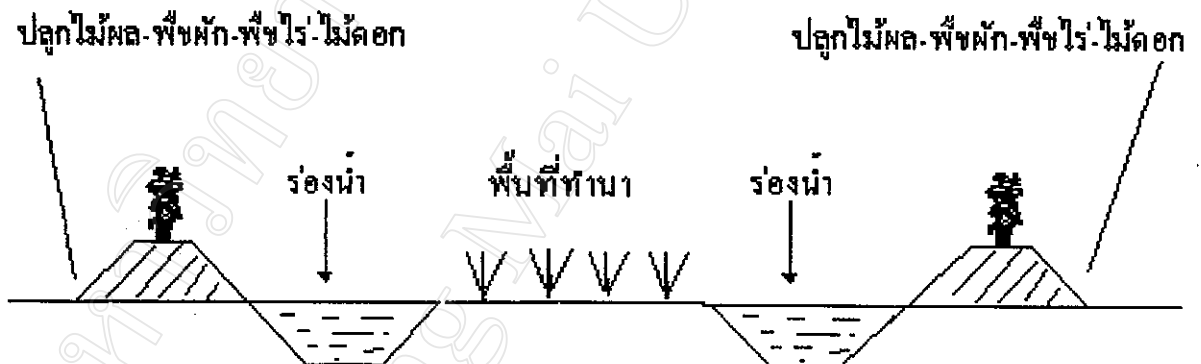 ปลูกไม้ผล-พืชผัก-พืชไร่-ไม้ดอก ปลูกไม้ผล-พืชผัก-พืชไร่-ไม้ดอก
ร่องน้ำ พื้นที่ทำนา ร่องน้ำ